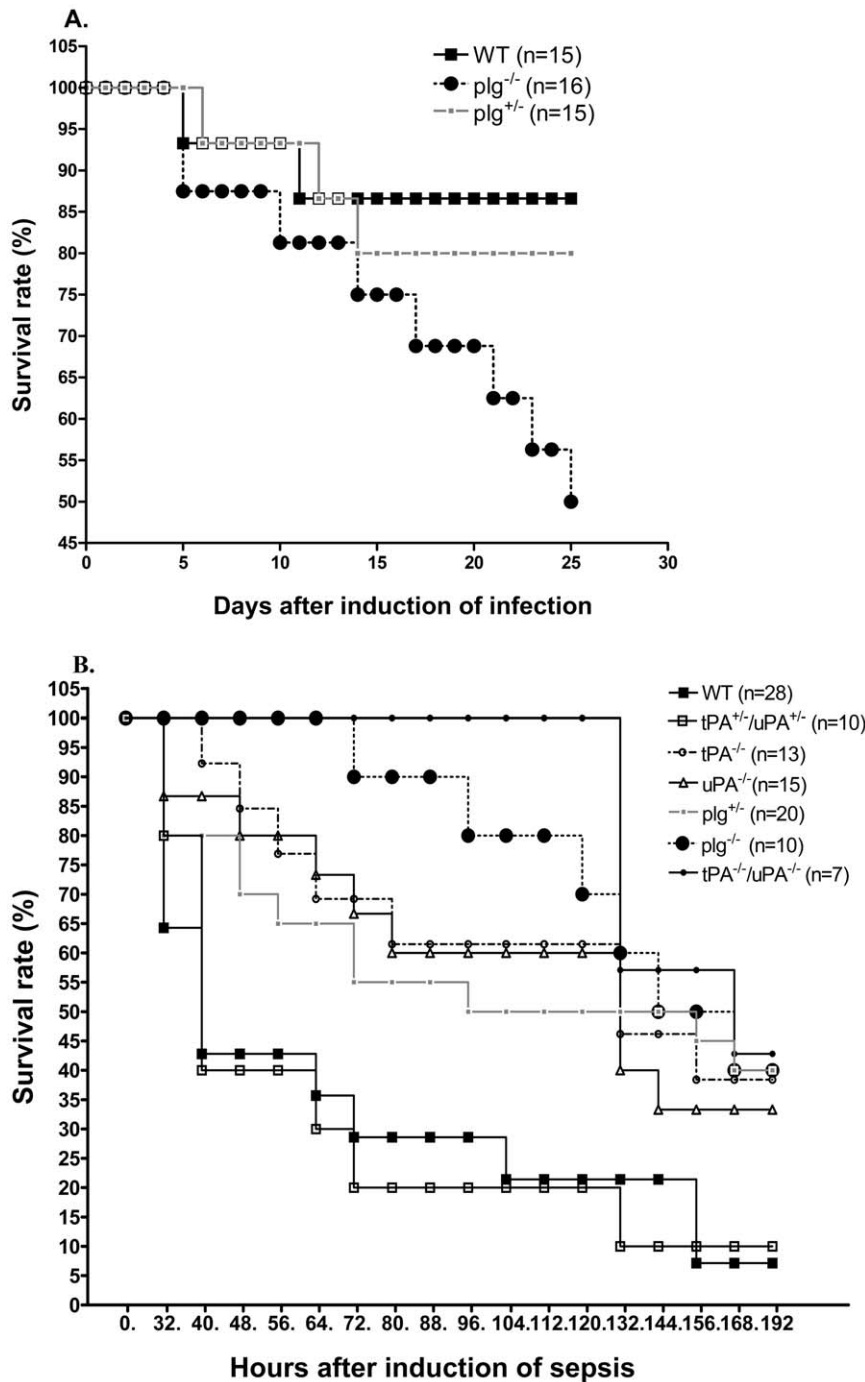 A.
WT (n=15)
plg-/- (n=16)
plg+/- (n=15)
105
100
95
90
85
80
75
70
65
60
55
50
45
Survival rate (%)
0 5 10 15 20 25 30
Days after induction of infection
B.
WT (n=28)
tPA+/-/uPA+/- (n=10)
tPA-/- (n=13)
uPA-/- (n=15)
plg+/- (n=20)
plg-/- (n=10)
tPA-/-/uPA-/- (n=7)
105
100
95
90
85
80
75
70
65
60
55
50
45
40
35
30
25
20
15
10
5
0
Survival rate (%)
0. 32. 40. 48. 56. 64. 72. 80. 88. 96. 104.112.120.132.144.156.168.192
Hours after induction of sepsis